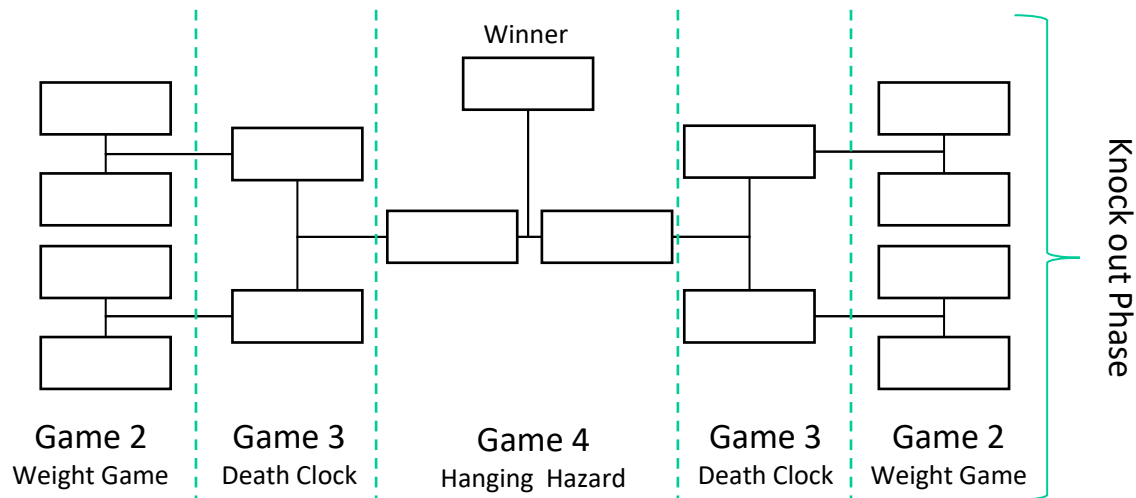 Winner
Knock out Phase
Game 2
Weight Game
Game 3
Death Clock
Game 4
Hanging Hazard
Game 3
Death Clock
Game 2
Weight Game